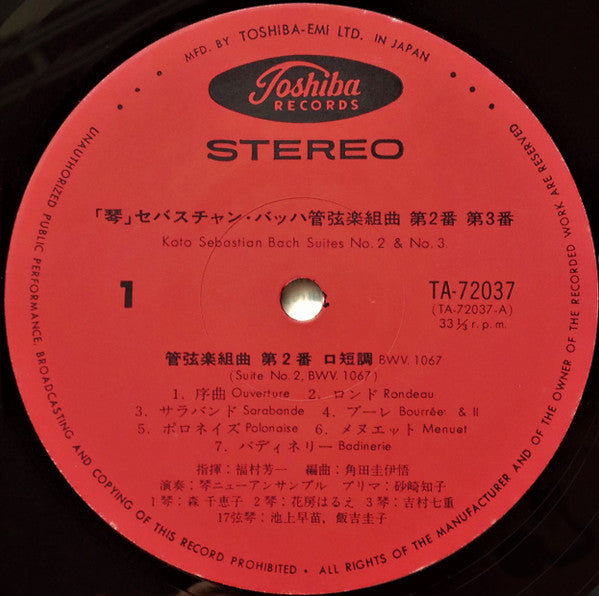 MFD. BY TOSHIBA-EMI LTD. IN JAPAN
Toshiba
RECORDS
STEREO
「琴」セバスチャン・バッハ管弦楽組曲 第2番 第3番
Koto Sebastian Bach Suites No. 2 & No. 3
1
TA-72037
(TA-72037-A)
33⅓ r. p. m.
管弦楽組曲 第2番 ロ短調 BWV. 1067
(Suite No. 2, BWV. 1067)
1. 序曲 Ouverture 2. ロンド Rondeau
3. サラバンド Sarabande 4. ブーレ Bourrée: & II
5. ポロネイズ Polonaise 6. メヌエット Menuet
7. バディネリー Badinerie
指揮:福村芳一 編曲:角田圭伊悟
演奏:琴ニューアンサンブル プリマ:砂崎知子
1琴:森 千恵子 2琴:花房はるえ 3琴:吉村七重
17弦琴:池上早苗、飯吉圭子
UNAUTHORIZED PUBLIC PERFORMANCE, BROADCASTING AND COPYING OF THIS RECORD PROHIBITED • ALL RIGHTS OF THE MANUFACTURER AND OF THE OWNER OF THE RECORDED WORK ARE RESERVED